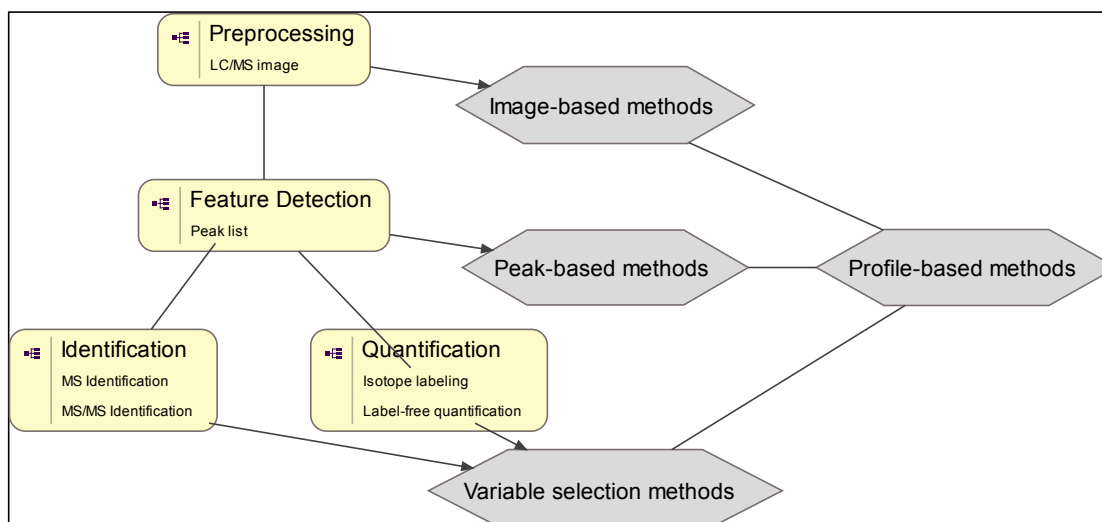 Preprocessing
LC/MS image
Image-based methods
Feature Detection
Peak list
Peak-based methods
Profile-based methods
Identification
MS Identification
MS/MS Identification
Quantification
Isotope labeling
Label-free quantification
Variable selection methods